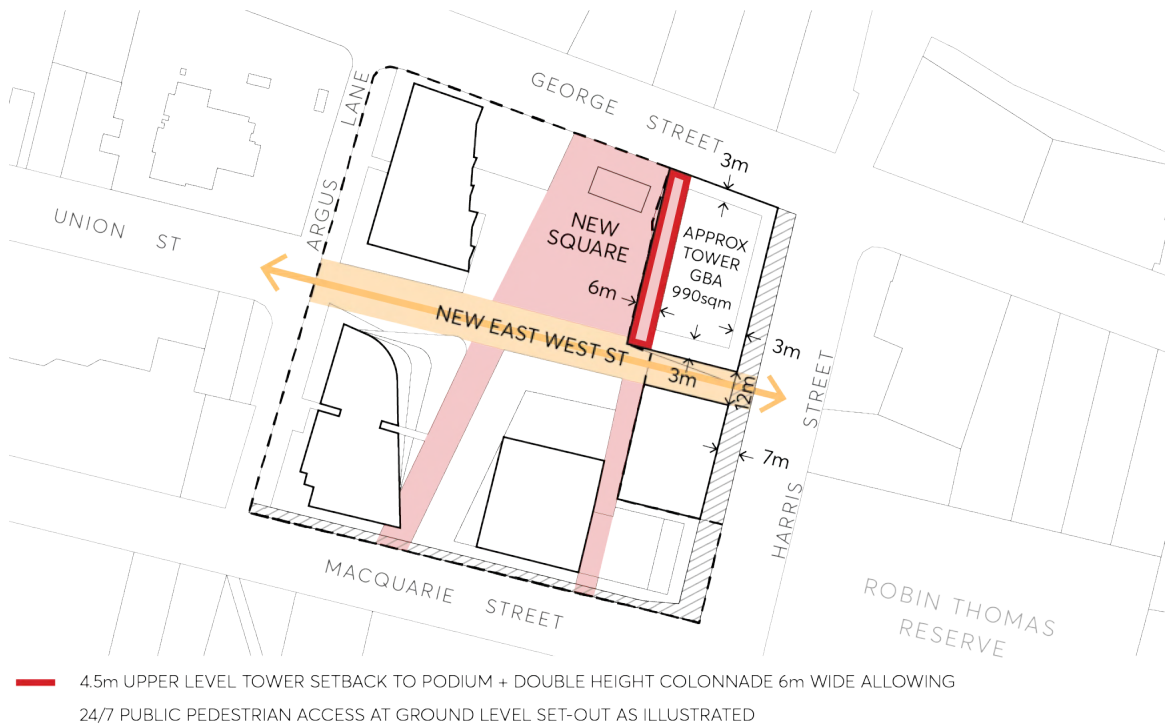 GEORGE STREET
3m
ARGUS LANE
UNION ST
NEW
SQUARE
APPROX
TOWER
GBA
990sqm
6m
NEW EAST WEST ST
3m
3m
12m
7m
HARRIS STREET
MACQUARIE STREET
ROBIN THOMAS
RESERVE
4.5m UPPER LEVEL TOWER SETBACK TO PODIUM + DOUBLE HEIGHT COLONNADE 6m WIDE ALLOWING
24/7 PUBLIC PEDESTRIAN ACCESS AT GROUND LEVEL SET-OUT AS ILLUSTRATED